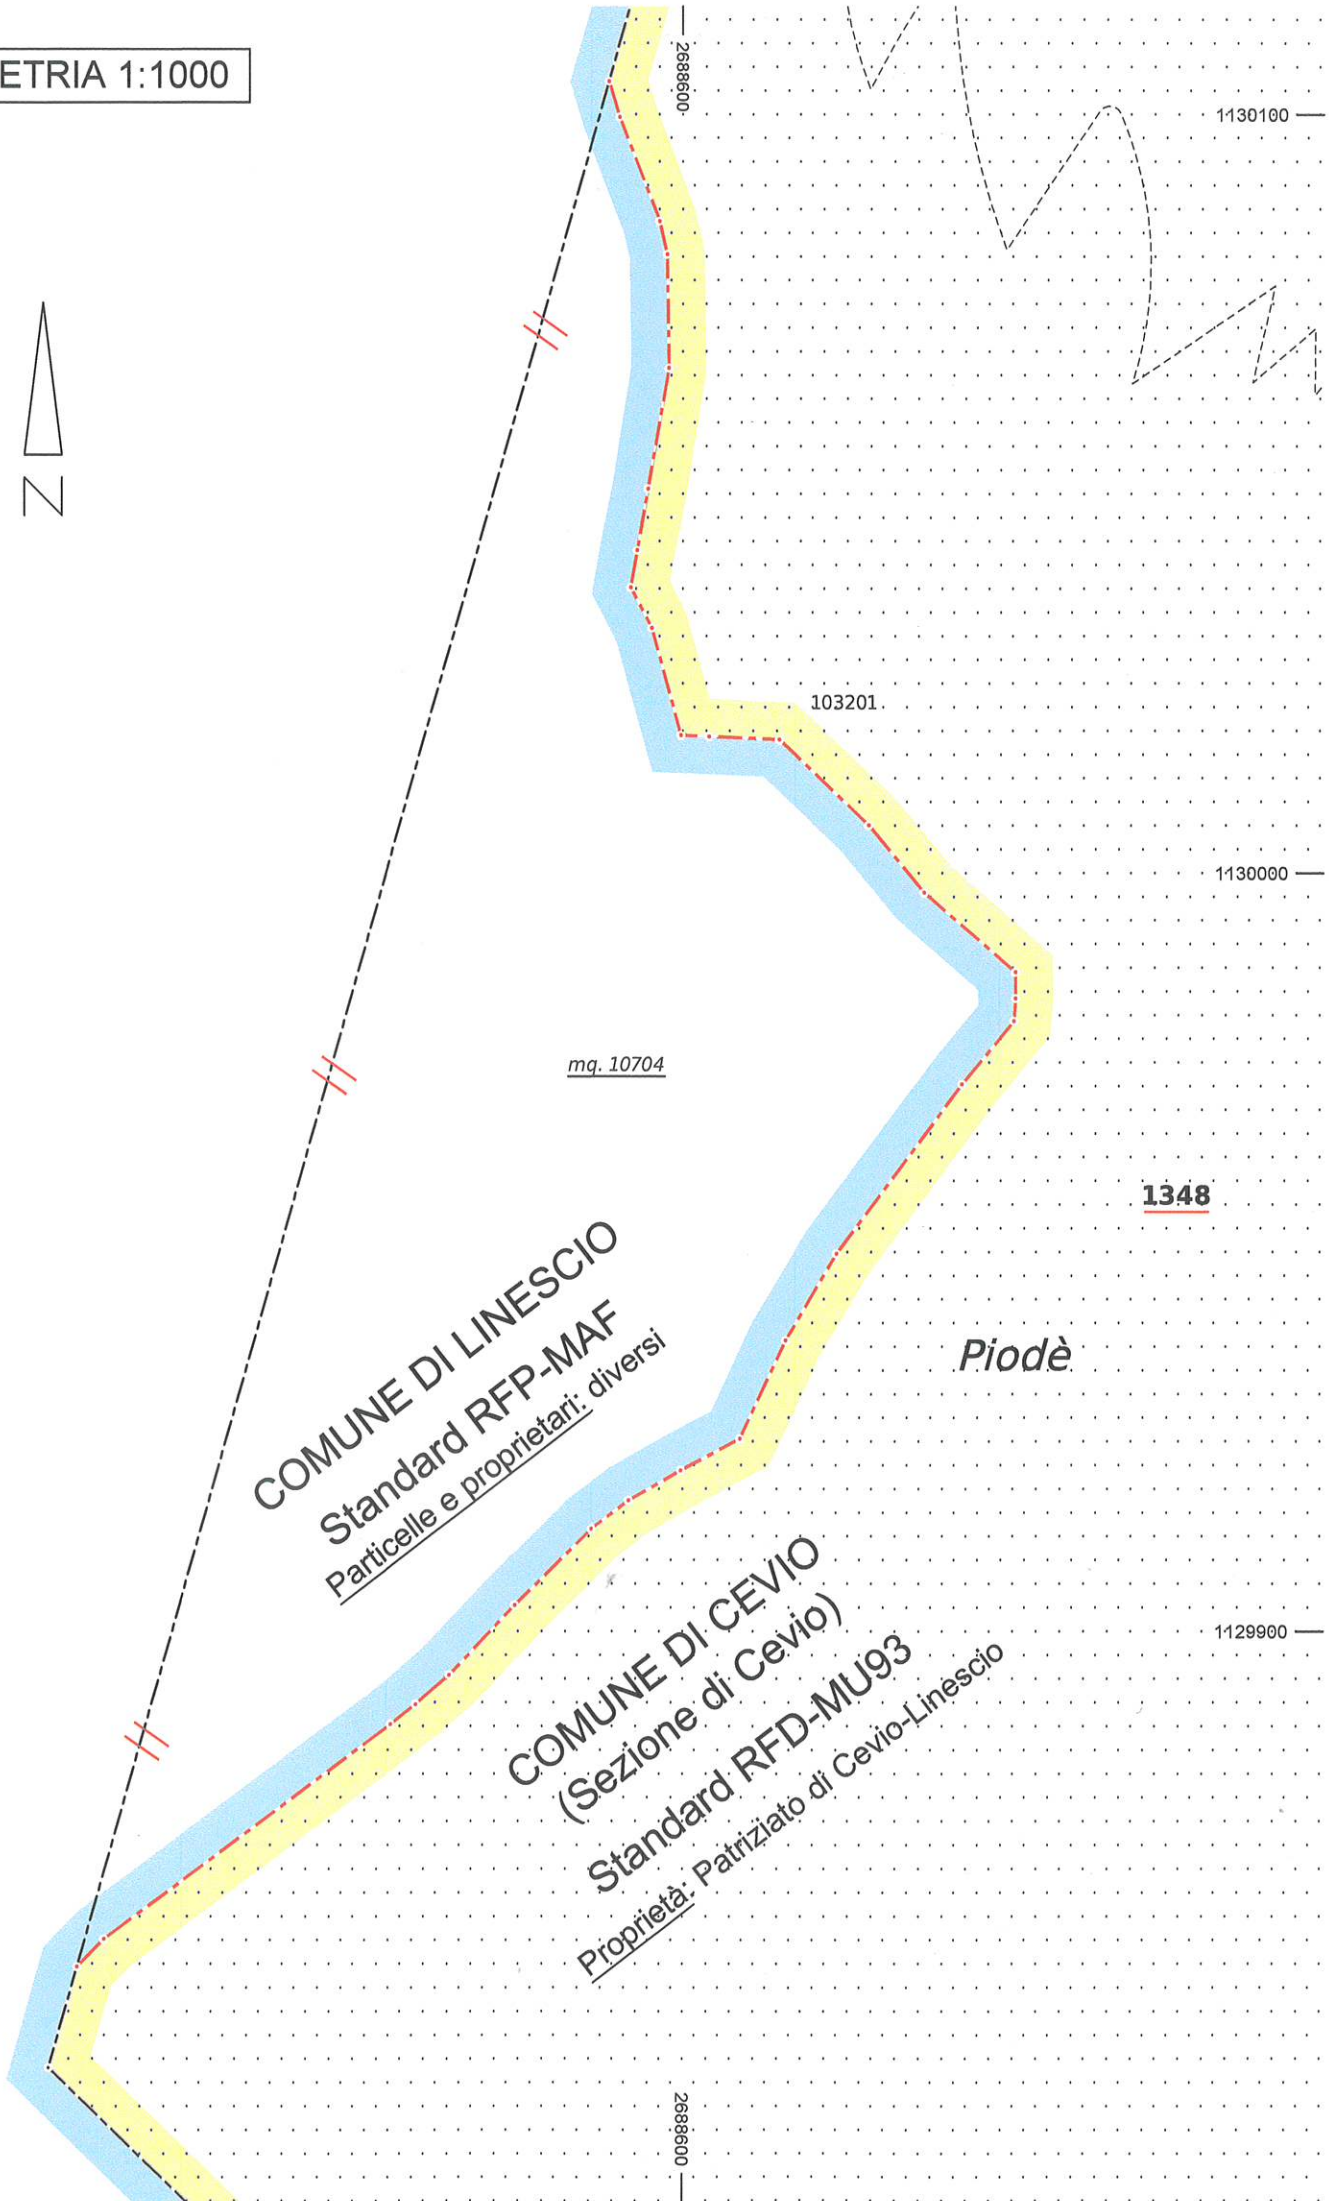 ETRIA 1:1000
2688600
1130100
N
103201
1130000
mq. 10704
1348
COMUNE DI LINESCIO
Standard RFP-MAF
Particelle e proprietari: diversi
Piodè
COMUNE DI CEVIO
(Sezione di Cevio)
Standard RFD-MU93
Proprietà: Patriziato di Cevio-Linescio
1129900
2688600